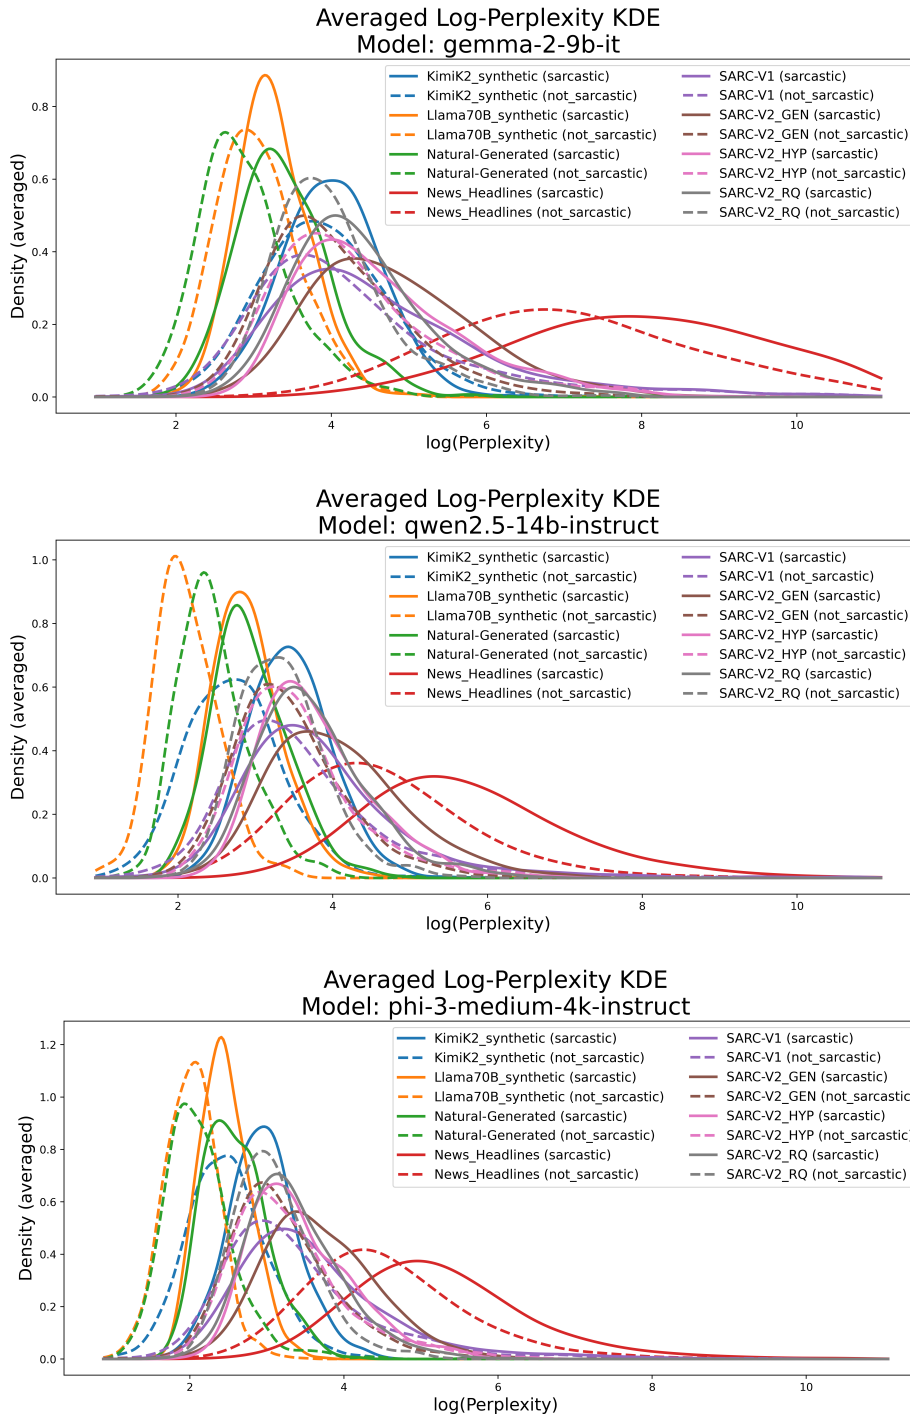 Averaged Log-Perplexity KDE
Model: gemma-2-9b-it
KimiK2_synthetic (sarcastic)
KimiK2_synthetic (not_sarcastic)
Llama70B_synthetic (sarcastic)
Llama70B_synthetic (not_sarcastic)
Natural-Generated (sarcastic)
Natural-Generated (not_sarcastic)
News_Headlines (sarcastic)
News_Headlines (not_sarcastic)
SARC-V1 (sarcastic)
SARC-V1 (not_sarcastic)
SARC-V2_GEN (sarcastic)
SARC-V2_GEN (not_sarcastic)
SARC-V2_HYP (sarcastic)
SARC-V2_HYP (not_sarcastic)
SARC-V2_RQ (sarcastic)
SARC-V2_RQ (not_sarcastic)
Density (averaged)
0.8
0.6
0.4
0.2
0.0
2 4 6 8 10
log(Perplexity)
Averaged Log-Perplexity KDE
Model: qwen2.5-14b-instruct
KimiK2_synthetic (sarcastic)
KimiK2_synthetic (not_sarcastic)
Llama70B_synthetic (sarcastic)
Llama70B_synthetic (not_sarcastic)
Natural-Generated (sarcastic)
Natural-Generated (not_sarcastic)
News_Headlines (sarcastic)
News_Headlines (not_sarcastic)
SARC-V1 (sarcastic)
SARC-V1 (not_sarcastic)
SARC-V2_GEN (sarcastic)
SARC-V2_GEN (not_sarcastic)
SARC-V2_HYP (sarcastic)
SARC-V2_HYP (not_sarcastic)
SARC-V2_RQ (sarcastic)
SARC-V2_RQ (not_sarcastic)
Density (averaged)
1.0
0.8
0.6
0.4
0.2
0.0
2 4 6 8 10
log(Perplexity)
Averaged Log-Perplexity KDE
Model: phi-3-medium-4k-instruct
KimiK2_synthetic (sarcastic)
KimiK2_synthetic (not_sarcastic)
Llama70B_synthetic (sarcastic)
Llama70B_synthetic (not_sarcastic)
Natural-Generated (sarcastic)
Natural-Generated (not_sarcastic)
News_Headlines (sarcastic)
News_Headlines (not_sarcastic)
SARC-V1 (sarcastic)
SARC-V1 (not_sarcastic)
SARC-V2_GEN (sarcastic)
SARC-V2_GEN (not_sarcastic
SARC-V2_HYP (sarcastic)
SARC-V2_HYP (not_sarcastic)
SARC-V2_RQ (sarcastic)
SARC-V2_RQ (not_sarcastic)
Density (averaged)
1.2
1.0
0.8
0.6
0.4
0.2
0.0
2 4 6 8 10
log(Perplexity)